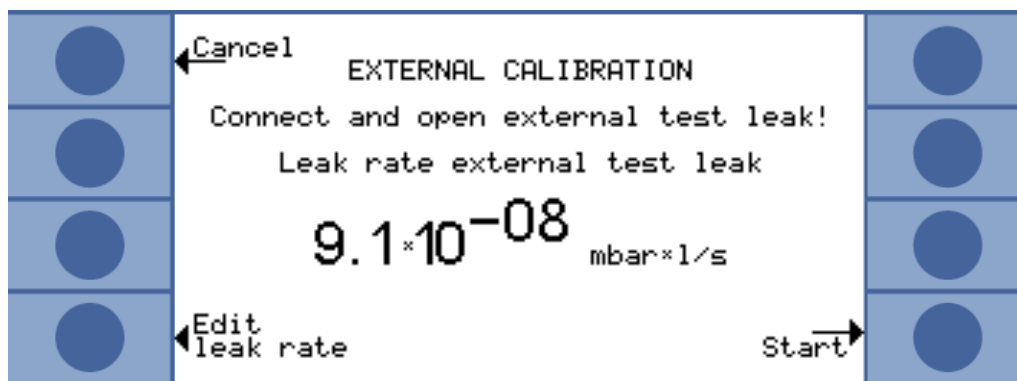 Cancel
EXTERNAL CALIBRATION
Connect and open external test leak!
Leak rate external test leak
9.1×10⁻⁰⁸ mbar×l/s
Edit
leak rate
Start